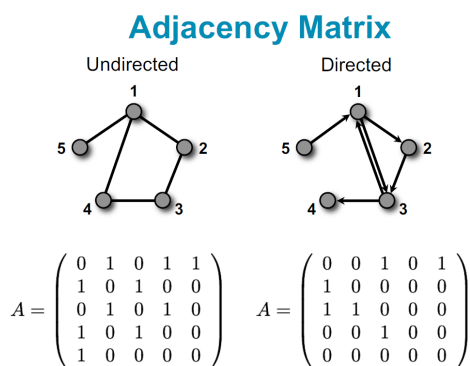 Adjacency Matrix
Undirected
Directed
1
5
2
4
3
1
5
2
4
3
A =
0 1 0 1 1
1 0 1 0 0
0 1 0 1 0
1 0 1 0 0
1 0 0 0 0
A =
0 0 1 0 1
1 0 0 0 0
1 1 0 0 0
0 0 1 0 0
0 0 0 0 0